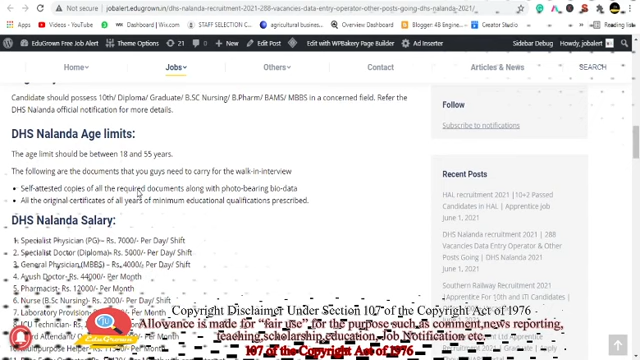 Not secure | jobalert.edugrown.in/dhs-nalanda-recruitment-2021-288-vacancies-data-entry-operator-other-posts-going-dhs-nalanda-2021/
Apps YouTube Dashboard ‹ Wix.com STAFF SELECTION C... agricultural busines... Overview Dashboard Blogger: 4B Enginee... Creator Studio Reading list
EduGrown Free Job Alert Theme Options 21 New Edit Post Edit with WPBakery Page Builder Ad Inserter Sidebar Debug Howdy, jobalert
Home Jobs Others Contact Articles & News SEARCH
Candidate should possess 10th/ Diploma/ Graduate/ B.SC Nursing/ B.Pharm/ BAMS/ MBBS in a concerned field. Refer the
DHS Nalanda official notification for more details.
DHS Nalanda Age limits:
The age limit should be between 18 and 55 years.
The following are the documents that you guys need to carry for the walk-in-interview
Self-attested copies of all the required documents along with photo-bearing bio-data
All the original certificates of all years of minimum educational qualifications prescribed.
DHS Nalanda Salary:
1. Specialist Physician (PG)– Rs. 7000/- Per Day/ Shift
2. Specialist Doctor (Diploma)– Rs. 5000/- Per Day/ Shift
3. General Physician (MBBS) – Rs. 4000/- Per Day/ Shift
4. Ayush Doctor- Rs. 44000/- Per Month
5. Pharmacist- Rs. 12000/- Per Month
6. Nurse (B.SC Nursing)- Rs. 2000/- Per Day/ Shift
Laboratory
ICU Technician
Ward Attendant
Multipurpose Helper
Follow
Subscribe to notifications
Recent Posts
HAL recruitment 2021 |10+2 Passed
Candidates in HAL | Apprentice job
June 1, 2021
DHS Nalanda recruitment 2021 | 288
Vacancies Data Entry Operator & Other
Posts Going on DHS Nalanda 2021
June 1, 2021
Southern Railway Recruitment 2021
| Apprentice For 10th and ITI Candidates |
EduGrown
Copyright Disclaimer Under Section 107 of the Copyright Act of 1976
Allowance is made for "fair use" for the purpose such as comment,news reporting,
teaching,scholarship,education, Job Notification etc.
107 of the Copyright Act of 1976